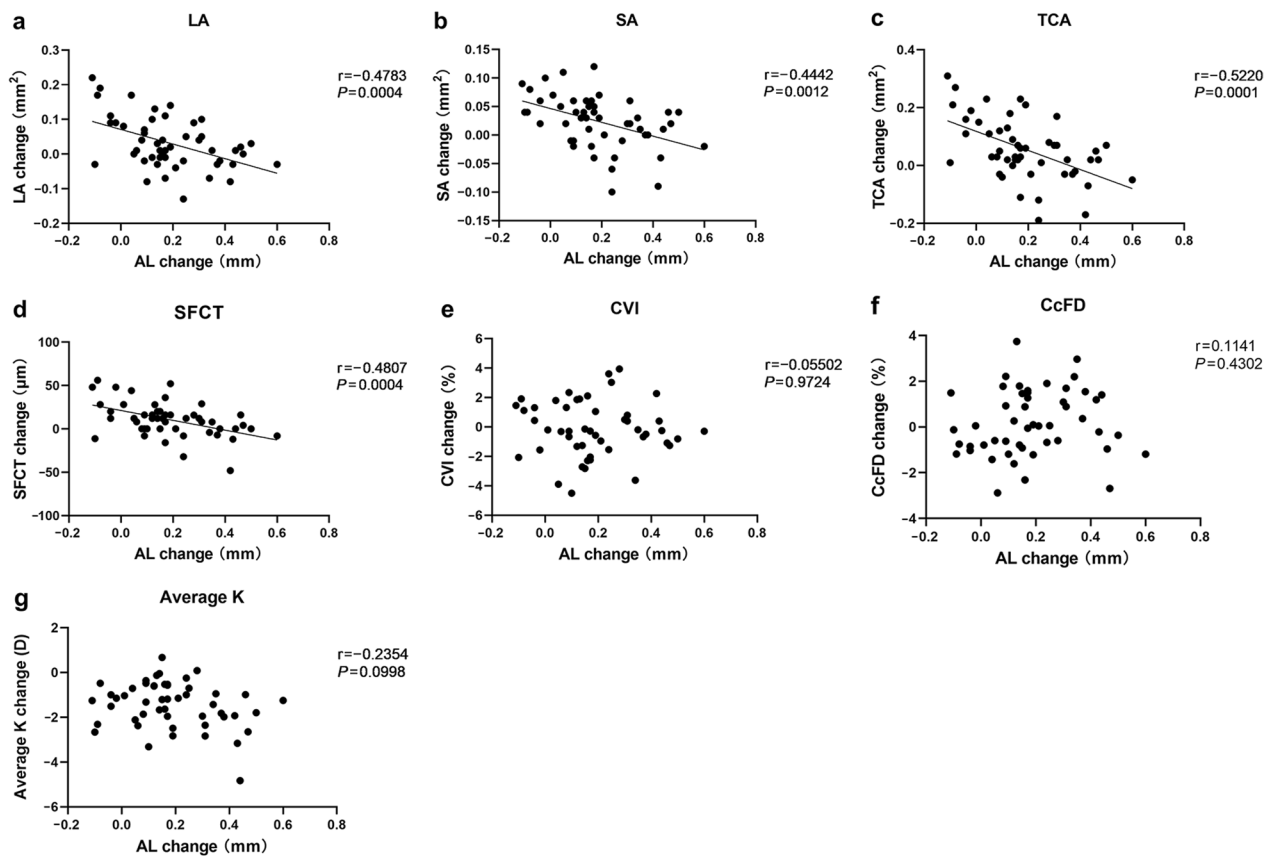 a
LA
LA change (mm²)
0.3
0.2
0.1
0.0
−0.1
−0.2
−0.2 0.0 0.2 0.4 0.6 0.8
AL change (mm)
r=−0.4783
P=0.0004
b
SA
SA change (mm²)
0.15
0.10
0.05
0.00
−0.05
−0.10
−0.15
−0.2 0.0 0.2 0.4 0.6 0.8
AL change (mm)
r=−0.4442
P=0.0012
c
TCA
TCA change (mm²)
0.4
0.2
0.0
−0.2
−0.2 0.0 0.2 0.4 0.6 0.8
AL change (mm)
r=−0.5220
P=0.0001
d
SFCT
SFCT change (μm)
100
50
0
−50
−100
−0.2 0.0 0.2 0.4 0.6 0.8
AL change (mm)
r=−0.4807
P=0.0004
e
CVI
CVI change (%)
6
4
2
0
−2
−4
−6
−0.2 0.0 0.2 0.4 0.6 0.8
AL change (mm)
r=−0.05502
P=0.9724
f
CcFD
CcFD change (%)
4
2
0
−2
−4
−0.2 0.0 0.2 0.4 0.6 0.8
AL change (mm)
r=0.1141
P=0.4302
g
Average K
Average K change (D)
2
0
−2
−4
−6
−0.2 0.0 0.2 0.4 0.6 0.8
AL change (mm)
r=−0.2354
P=0.0998